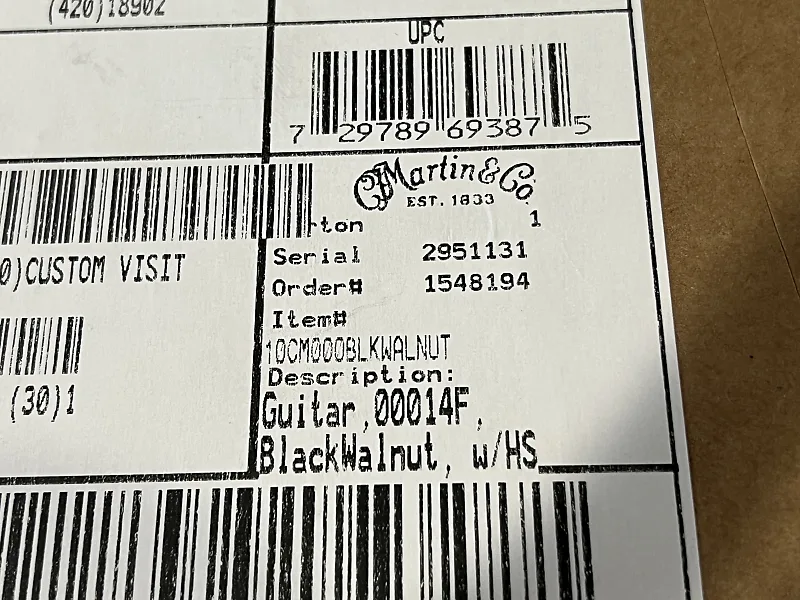 (420)18902
UPC
7 29789 69387 5
CFMartin & Co.
EST. 1833
rton 1
Serial 2951131
0)CUSTOM VISIT
Order# 1548194
Item#
10CM000BLKWALNUT
Description:
(30)1
Guitar,00014F,
BlackWalnut, w/HS